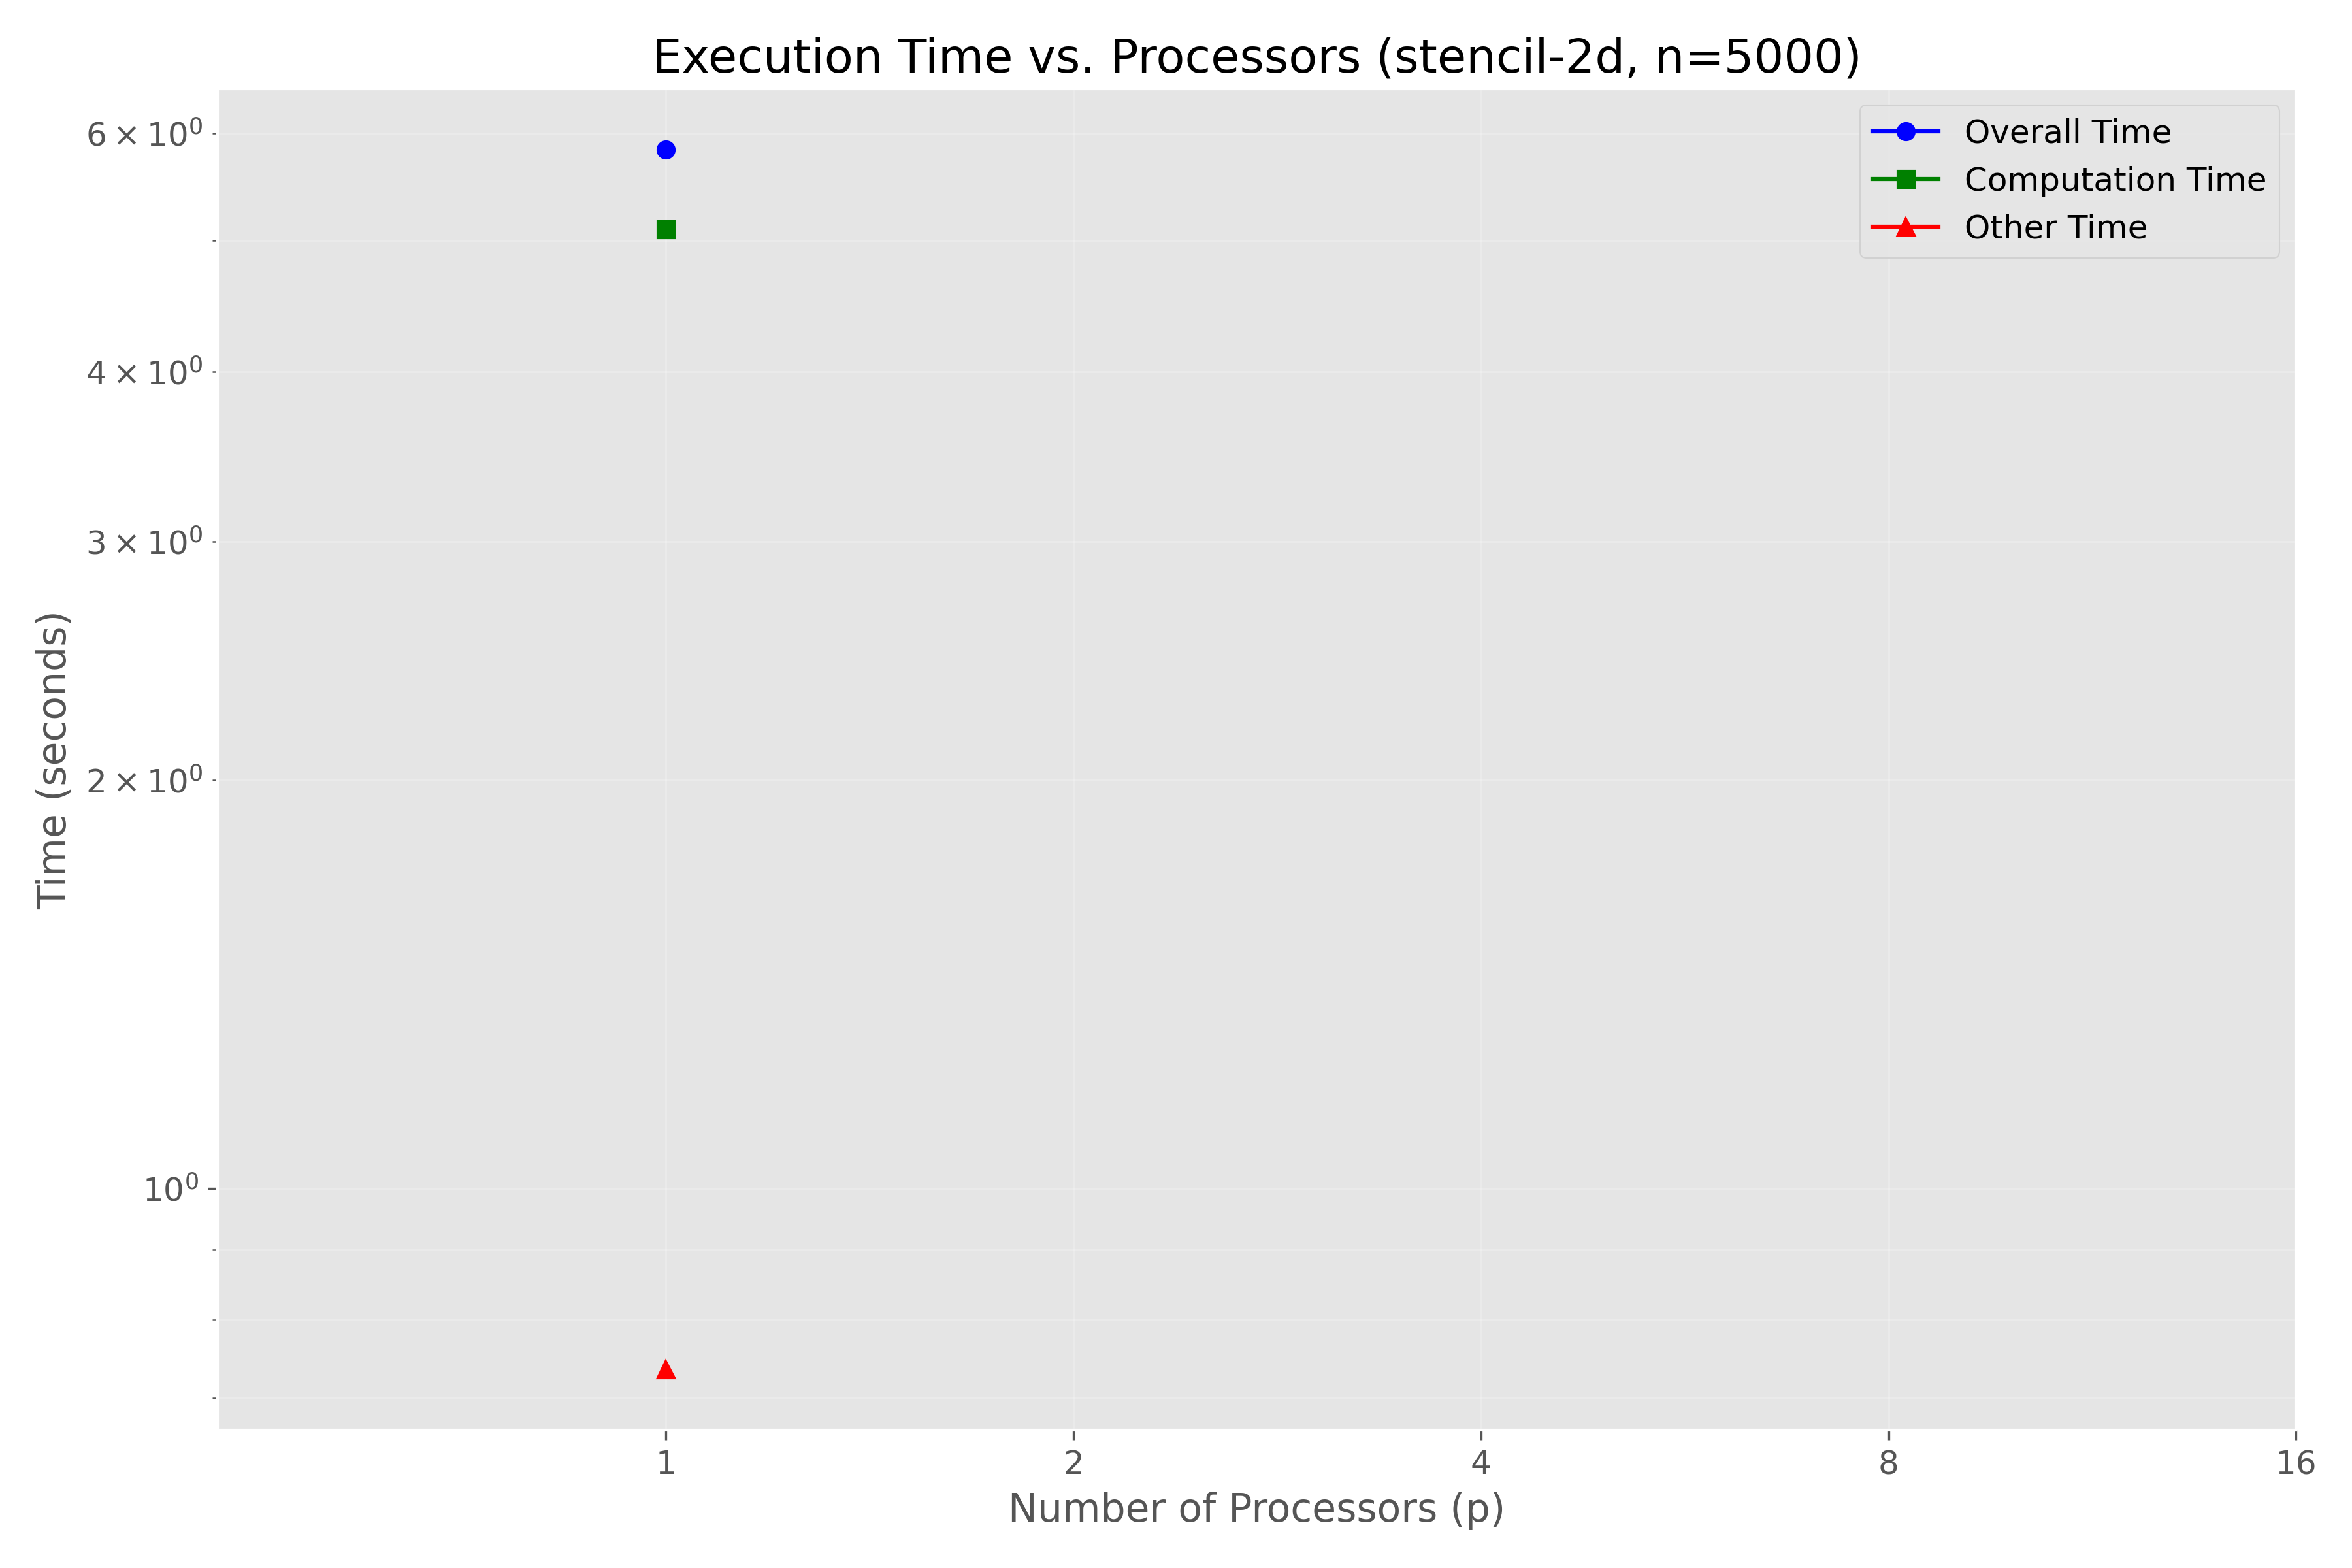 Execution Time vs. Processors (stencil-2d, n=5000)
6 × 10⁰
4 × 10⁰
3 × 10⁰
2 × 10⁰
10⁰
Time (seconds)
Overall Time
Computation Time
Other Time
1 2 4 8 16
Number of Processors (p)